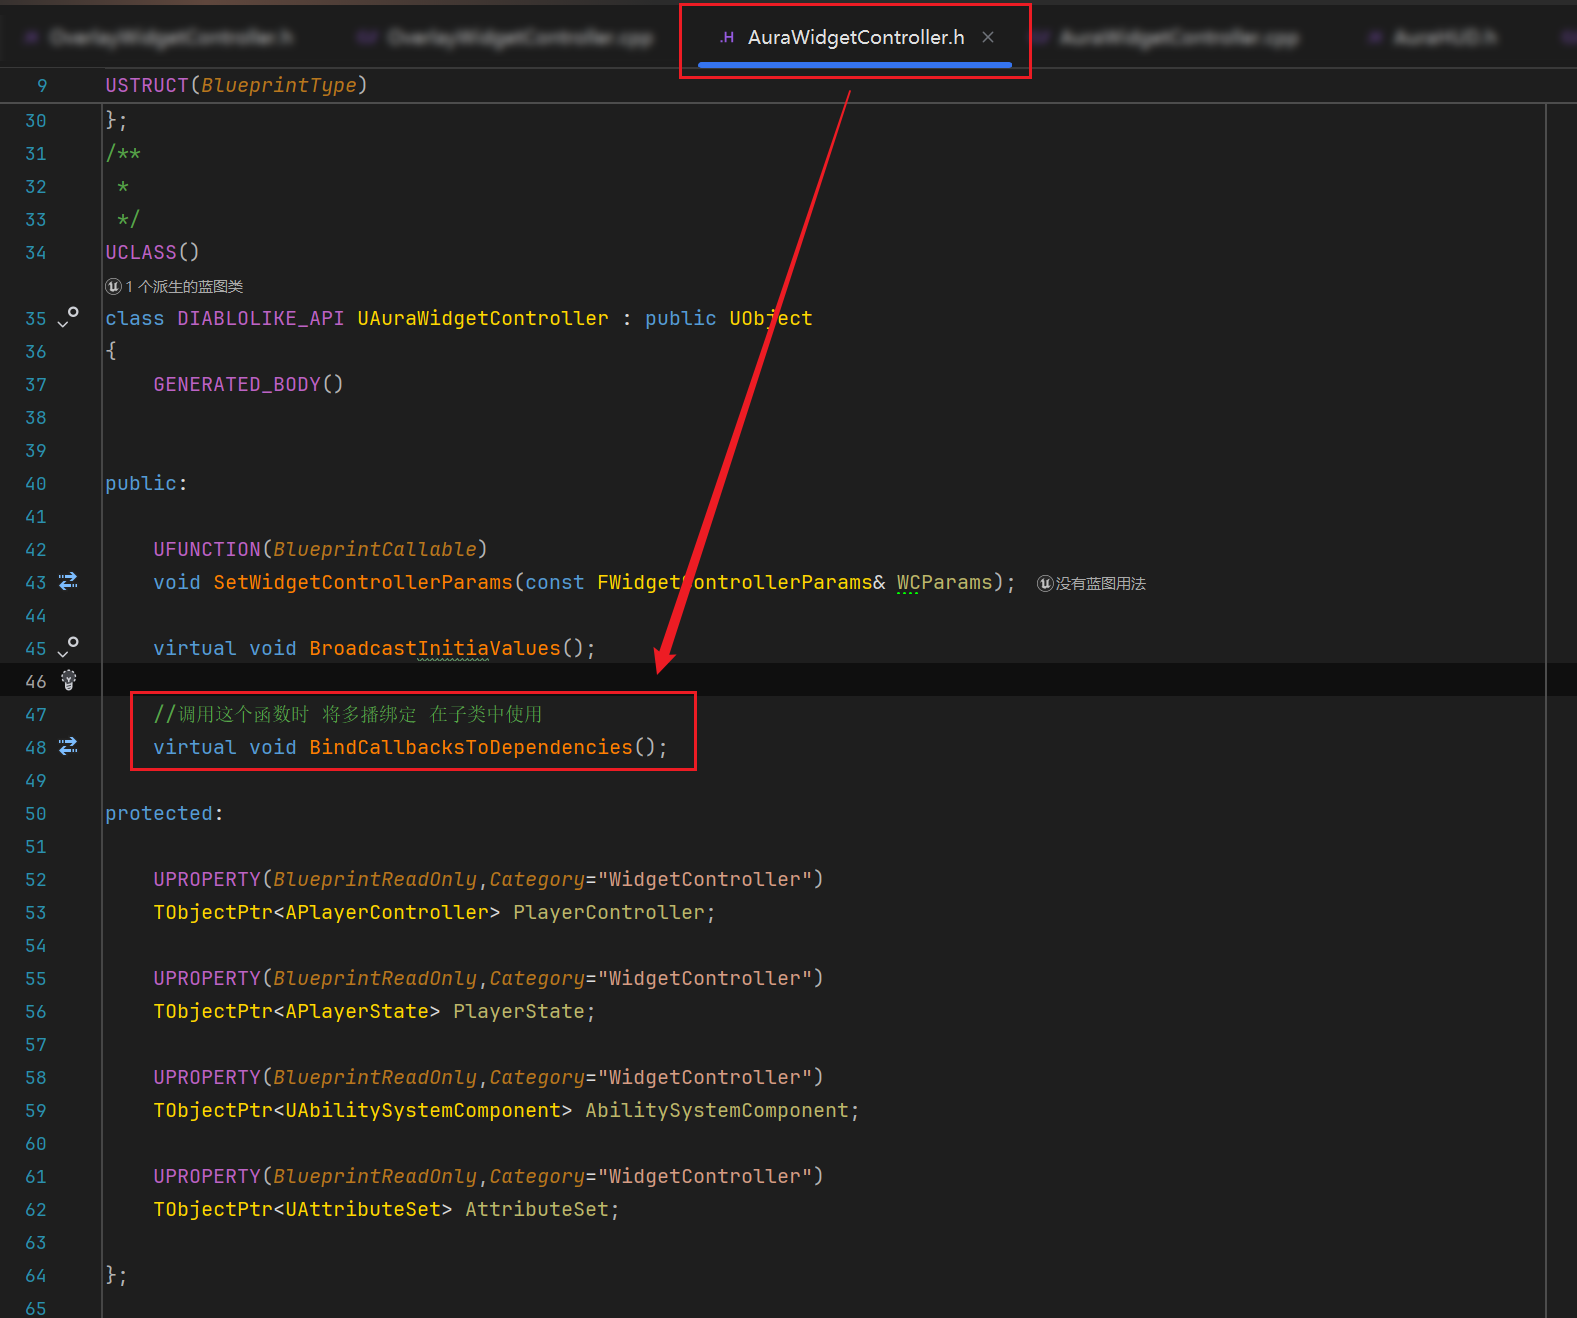 OverlayWidgetController.h OverlayWidgetController.cpp .H AuraWidgetController.h × AuraWidgetController.cpp AuraHUD.h
9 USTRUCT(BlueprintType)
30 };
31 /**
32 *
33 */
34 UCLASS()
1 个派生的蓝图类
35 class DIABLOLIKE_API UAuraWidgetController : public UObject
36 {
37 GENERATED_BODY()
38
39
40 public:
41
42 UFUNCTION(BlueprintCallable)
43 void SetWidgetControllerParams(const FWidgetControllerParams& WCParams); 没有蓝图用法
44
45 virtual void BroadcastInitiaValues();
46
47 //调用这个函数时 将多播绑定 在子类中使用
48 virtual void BindCallbacksToDependencies();
49
50 protected:
51
52 UPROPERTY(BlueprintReadOnly,Category="WidgetController")
53 TObjectPtr<APlayerController> PlayerController;
54
55 UPROPERTY(BlueprintReadOnly,Category="WidgetController")
56 TObjectPtr<APlayerState> PlayerState;
57
58 UPROPERTY(BlueprintReadOnly,Category="WidgetController")
59 TObjectPtr<UAbilitySystemComponent> AbilitySystemComponent;
60
61 UPROPERTY(BlueprintReadOnly,Category="WidgetController")
62 TObjectPtr<UAttributeSet> AttributeSet;
63
64 };
65